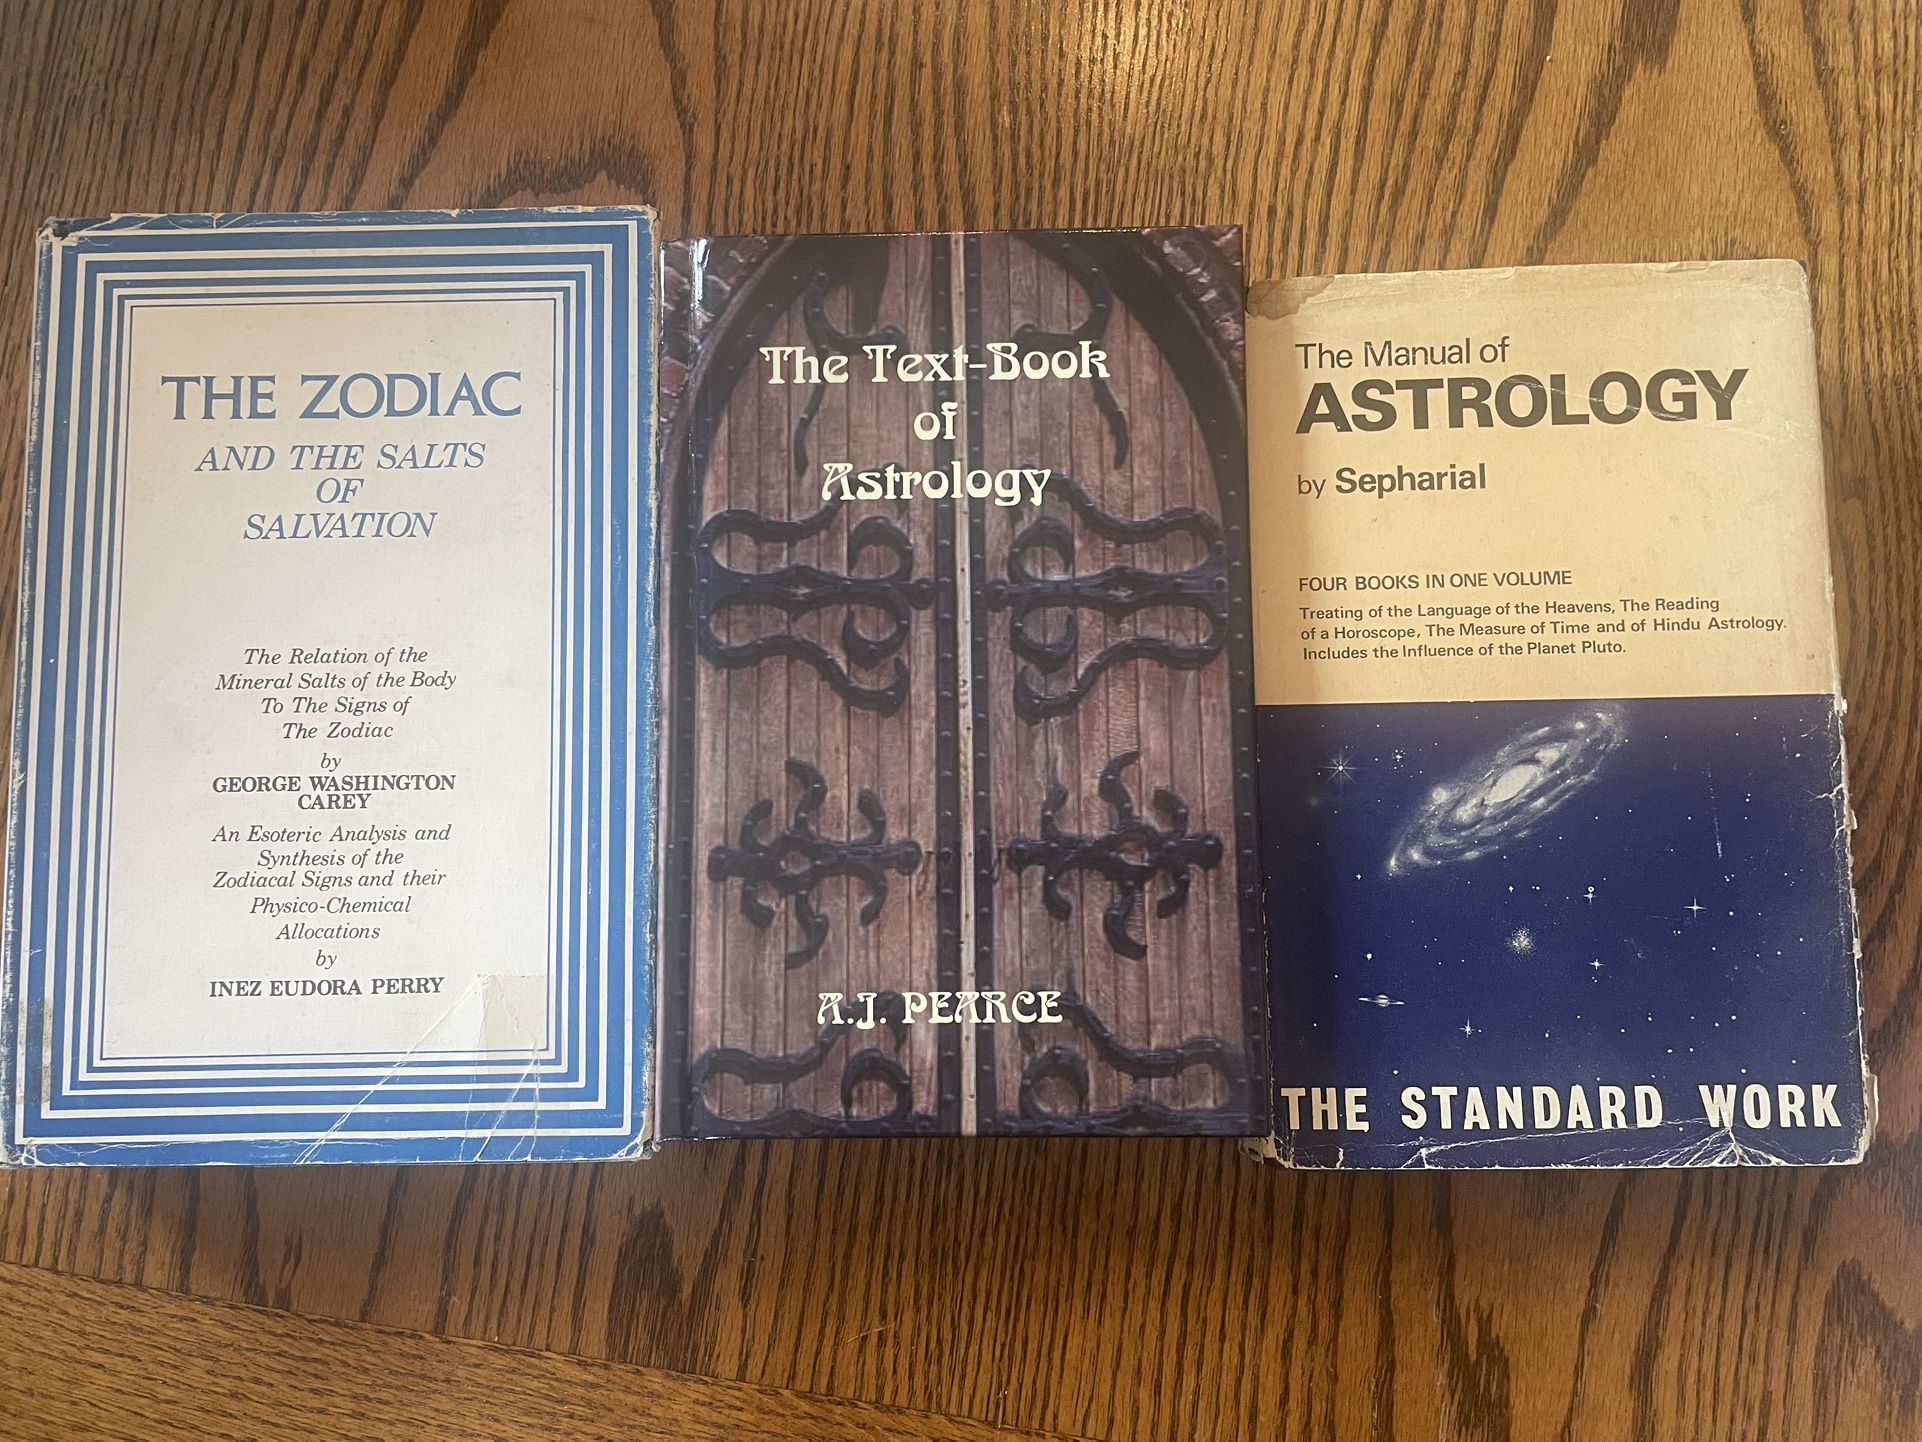 THE ZODIAC
AND THE SALTS
OF
SALVATION
The Relation of the
Mineral Salts of the Body
To The Signs of
The Zodiac
by
GEORGE WASHINGTON
CAREY
An Esoteric Analysis and
Synthesis of the
Zodiacal Signs and their
Physico-Chemical
Allocations
by
INEZ EUDORA PERRY
The Text-Book
of
Astrology
A.J. PEARCE
The Manual of
ASTROLOGY
by Sepharial
FOUR BOOKS IN ONE VOLUME
Treating of the Language of the Heavens, The Reading
of a Horoscope, The Measure of Time and of Hindu Astrology.
Includes the Influence of the Planet Pluto.
THE STANDARD WORK